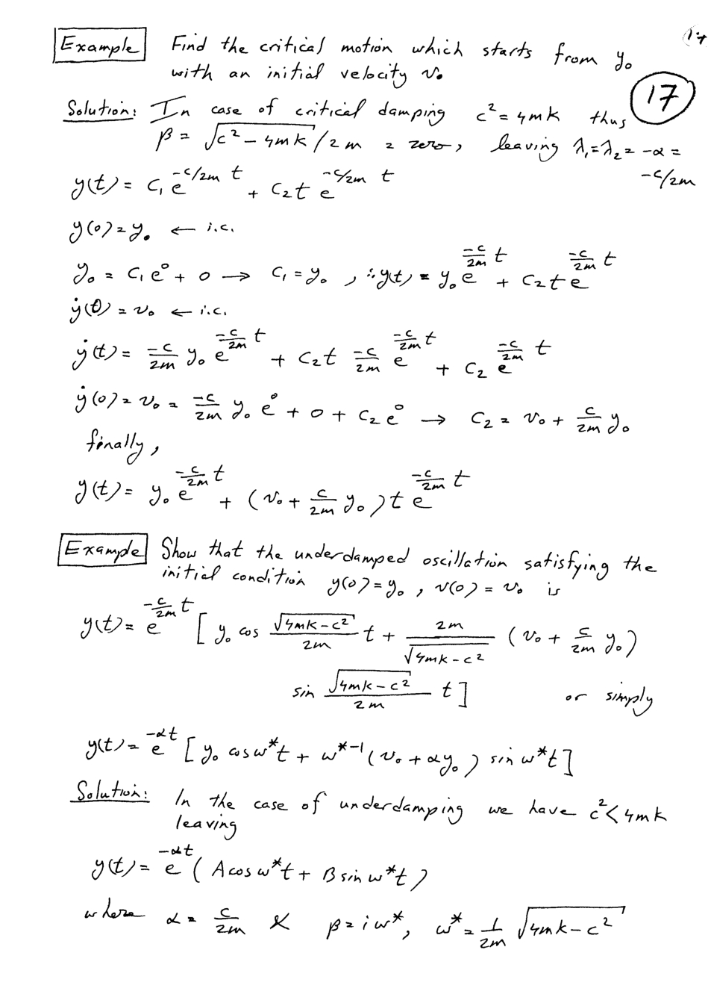 17
Example Find the critical motion which starts from y₀
with an initial velocity v₀
17
Solution: In case of critical damping c² = 4mk thus
β = √(c² − 4mk) / 2m = zero, leaving λ₁ = λ₂ = −α =
−c/2m
y(t) = C₁ e^(−c/2m t) + C₂ t e^(−c/2m t)
y(0) = y₀ ← i.c.
y₀ = C₁ e⁰ + 0 → C₁ = y₀ , ∴ y(t) = y₀ e^(−c/2m t) + C₂ t e^(−c/2m t)
ẏ(0) = v₀ ← i.c.
ẏ(t) = −c/2m y₀ e^(−c/2m t) + C₂ t −c/2m e^(−c/2m t) + C₂ e^(−c/2m t)
ẏ(0) = v₀ = −c/2m y₀ e⁰ + 0 + C₂ e⁰ → C₂ = v₀ + c/2m y₀
finally,
y(t) = y₀ e^(−c/2m t) + (v₀ + c/2m y₀) t e^(−c/2m t)
Example Show that the underdamped oscillation satisfying the
initial condition y(0) = y₀ , v(0) = v₀ is
y(t) = e^(−c/2m t) [ y₀ cos √(4mk − c²)/2m t + 2m/√(4mk − c²) (v₀ + c/2m y₀)
sin √(4mk − c²)/2m t ] or simply
y(t) = e^(−αt) [ y₀ cos ω*t + ω*⁻¹ (v₀ + αy₀) sin ω*t ]
Solution: In the case of underdamping we have c² < 4mk
leaving
y(t) = e^(−αt) ( A cos ω*t + B sin ω*t )
where α = c/2m & β = iω*, ω* = 1/2m √(4mk − c²)